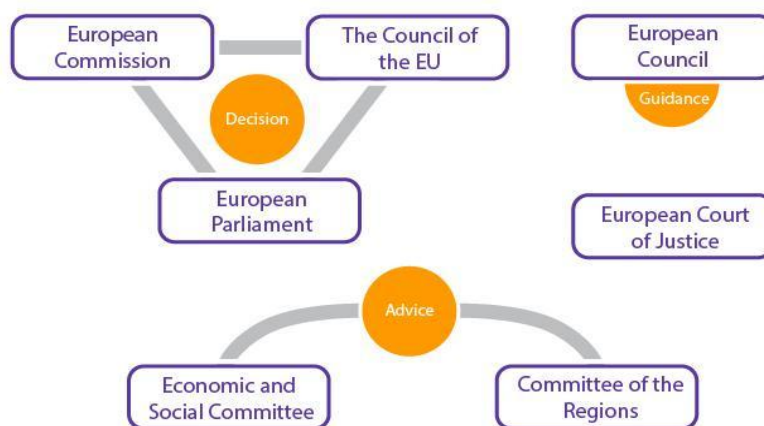 European
Commission
The Council of
the EU
European
Council
Decision
Guidance
European
Parliament
European Court
of Justice
Advice
Economic and
Social Committee
Committee of the
Regions